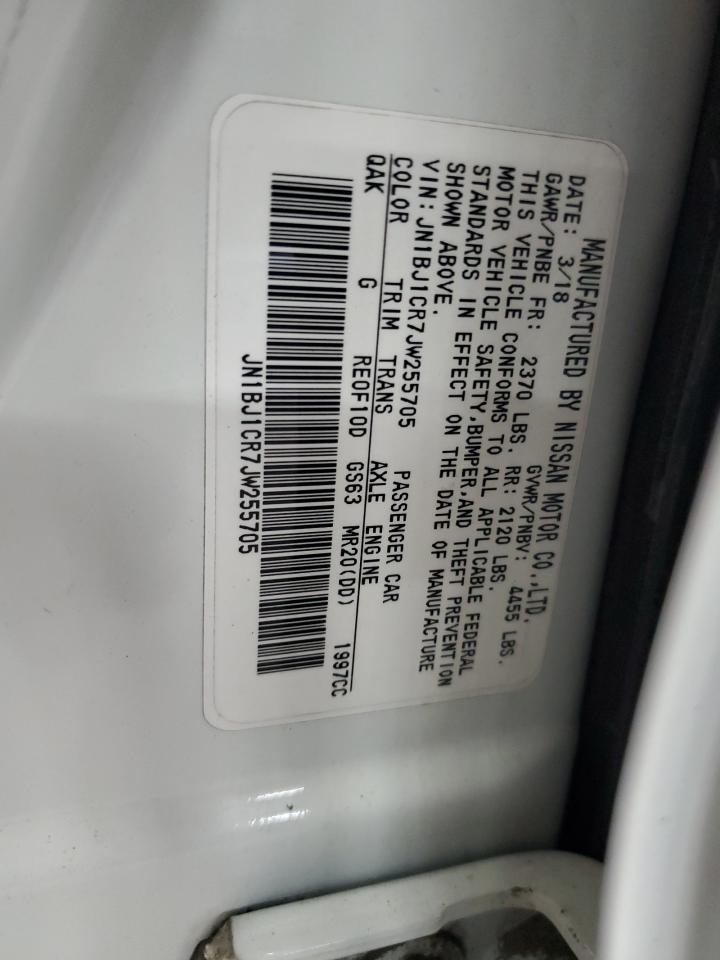 MANUFACTURED BY NISSAN MOTOR CO.,LTD.
DATE: 3/18 GVWR/PNBV: 4455 LBS.
GAWR/PNBE FR: 2370 LBS. RR: 2120 LBS.
THIS VEHICLE CONFORMS TO ALL APPLICABLE FEDERAL
MOTOR VEHICLE SAFETY,BUMPER,AND THEFT PREVENTION
STANDARDS IN EFFECT ON THE DATE OF MANUFACTURE
SHOWN ABOVE.
VIN:JN1BJ1CR7JW255705 PASSENGER CAR
COLOR TRIM TRANS AXLE ENGINE
QAK G RE0F10D GS63 MR20(DD) 1997CC
JN1BJ1CR7JW255705